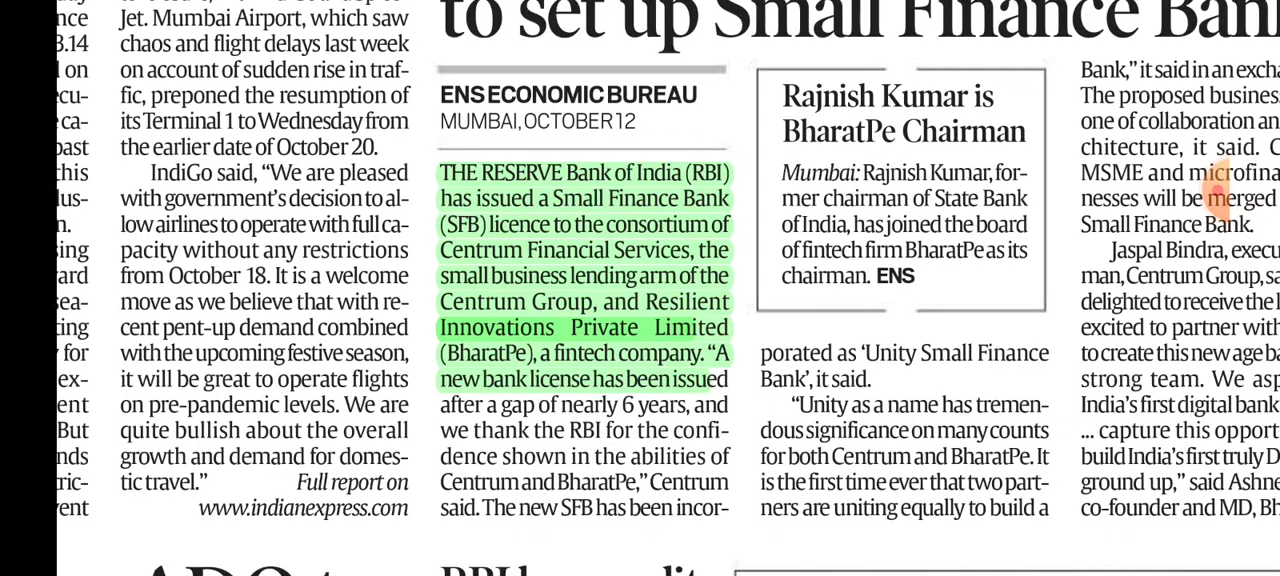 to set up Small Finance
nce
3.14
on
past
this
n.
for
But
Jet. Mumbai Airport, which saw
chaos and flight delays last week
on account of sudden rise in traf-
fic, preponed the resumption of
its Terminal 1 to Wednesday from
the earlier date of October 20.
IndiGo said, “We are pleased
with government’s decision to al-
low airlines to operate with full ca-
pacity without any restrictions
from October 18. It is a welcome
move as we believe that with re-
cent pent-up demand combined
with the upcoming festive season,
it will be great to operate flights
on pre-pandemic levels. We are
quite bullish about the overall
growth and demand for domes-
tic travel.” Full report on
www.indianexpress.com
ENS ECONOMIC BUREAU
MUMBAI, OCTOBER 12
THE RESERVE Bank of India (RBI)
has issued a Small Finance Bank
(SFB) licence to the consortium of
Centrum Financial Services, the
small business lending arm of the
Centrum Group, and Resilient
Innovations Private Limited
(BharatPe), a fintech company. “A
new bank license has been issued
after a gap of nearly 6 years, and
we thank the RBI for the confi-
dence shown in the abilities of
Centrum and BharatPe,” Centrum
said. The new SFB has been incor-
Rajnish Kumar is
BharatPe Chairman
Mumbai: Rajnish Kumar, for-
mer chairman of State Bank
of India, has joined the board
of fintech firm BharatPe as its
chairman. ENS
porated as ‘Unity Small Finance
Bank’, it said.
“Unity as a name has tremen-
dous significance on many counts
for both Centrum and BharatPe. It
is the first time ever that two part-
ners are uniting equally to build a
Bank,” it said in an
The proposed
one of collaboration
chitecture, it said.
MSME and
nesses will be merged
Small Finance Bank.
Jaspal Bindra,
man, Centrum Group,
delighted to receive the
excited to partner with
to create this new age
strong team. We
India’s first digital bank
... capture this
build India’s first truly
ground up,” said
co-founder and MD,